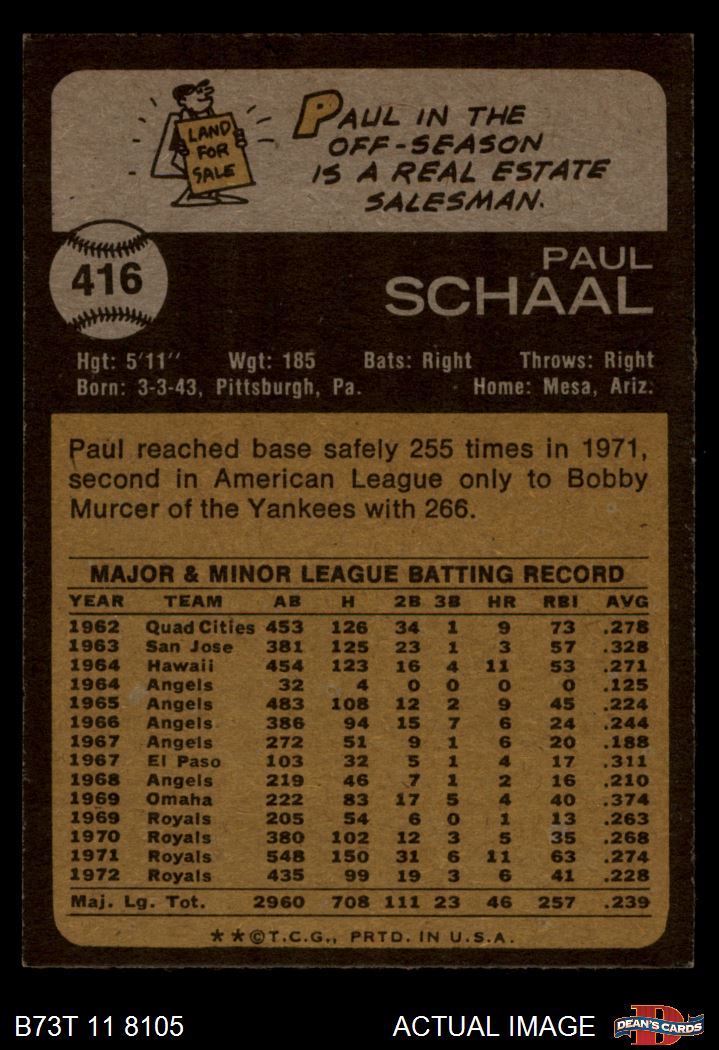 LAND
FOR
SALE
PAUL IN THE
OFF-SEASON
IS A REAL ESTATE
SALESMAN.
416
PAUL
SCHAAL
Hgt: 5'11'' Wgt: 185 Bats: Right Throws: Right
Born: 3-3-43, Pittsburgh, Pa. Home: Mesa, Ariz.
Paul reached base safely 255 times in 1971,
second in American League only to Bobby
Murcer of the Yankees with 266.
MAJOR & MINOR LEAGUE BATTING RECORD
YEAR TEAM AB H 2B 3B HR RBI AVG
1962 Quad Cities 453 126 34 1 9 73 .278
1963 San Jose 381 125 23 1 3 57 .328
1964 Hawaii 454 123 16 4 11 53 .271
1964 Angels 32 4 0 0 0 0 .125
1965 Angels 483 108 12 2 9 45 .224
1966 Angels 386 94 15 7 6 24 .244
1967 Angels 272 51 9 1 6 20 .188
1967 El Paso 103 32 5 1 4 17 .311
1968 Angels 219 46 7 1 2 16 .210
1969 Omaha 222 83 17 5 4 40 .374
1969 Royals 205 54 6 0 1 13 .263
1970 Royals 380 102 12 3 5 35 .268
1971 Royals 548 150 31 6 11 63 .274
1972 Royals 435 99 19 3 6 41 .228
Maj. Lg. Tot. 2960 708 111 23 46 257 .239
**©T.C.G., PRTD. IN U.S.A.
B73T 11 8105 ACTUAL IMAGE
D
DEAN'S CARDS